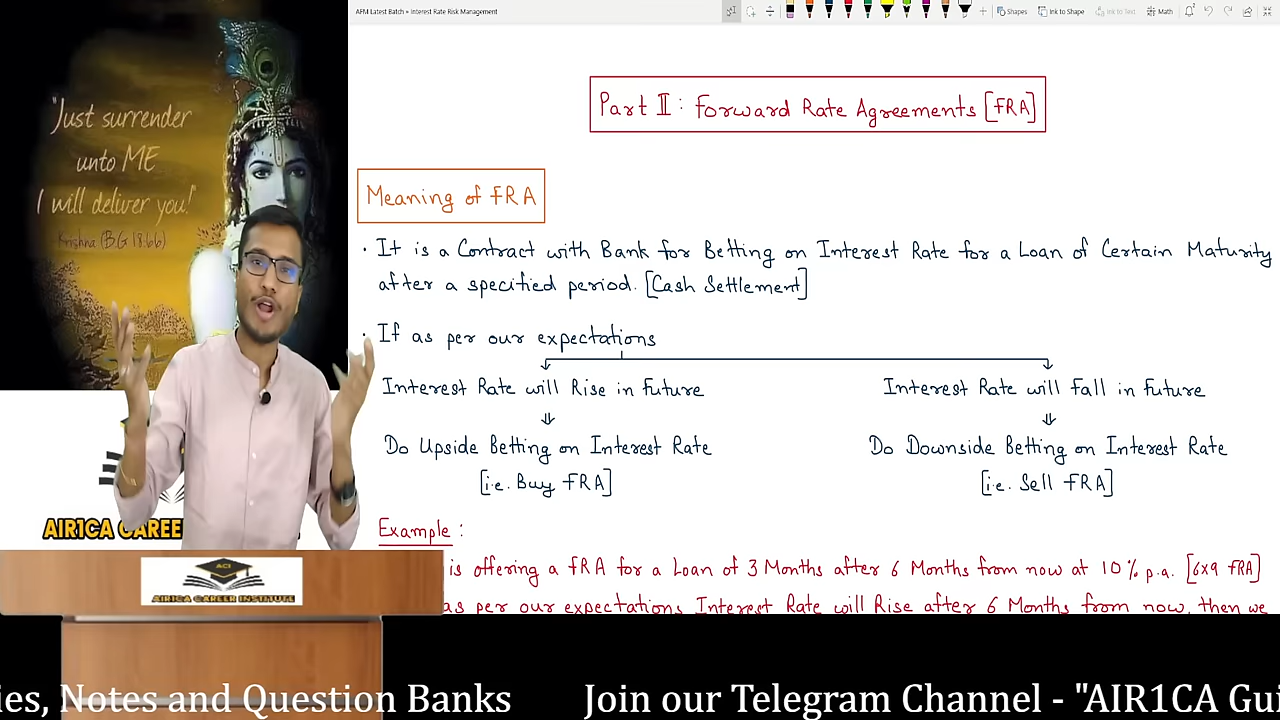 AFM Latest Batch » Interest Rate Risk Management
Shapes
Ink to Shape
Ink to Text
Math
Part II : Forward Rate Agreements [FRA]
"Just surrender
unto ME
I will deliver you!"
Krishna (B.G 18:66)
Meaning of FRA
· It is a Contract with Bank for Betting on Interest Rate for a Loan of Certain Maturity
after a specified period. [Cash Settlement]
· If as per our expectations
Interest Rate will Rise in Future
Interest Rate will Fall in Future
⇓
⇓
Do Upside Betting on Interest Rate
Do Downside Betting on Interest Rate
[i.e. Buy FRA]
[i.e. Sell FRA]
Example :
is offering a FRA for a Loan of 3 Months after 6 Months from now at 10% p.a. [6x9 FRA]
as per our expectations Interest Rate will Rise after 6 Months from now, then we
AIR1CA CAREE
ACI
AIR1CA CAREER INSTITUTE
ies, Notes and Question Banks
Join our Telegram Channel - "AIR1CA Gui